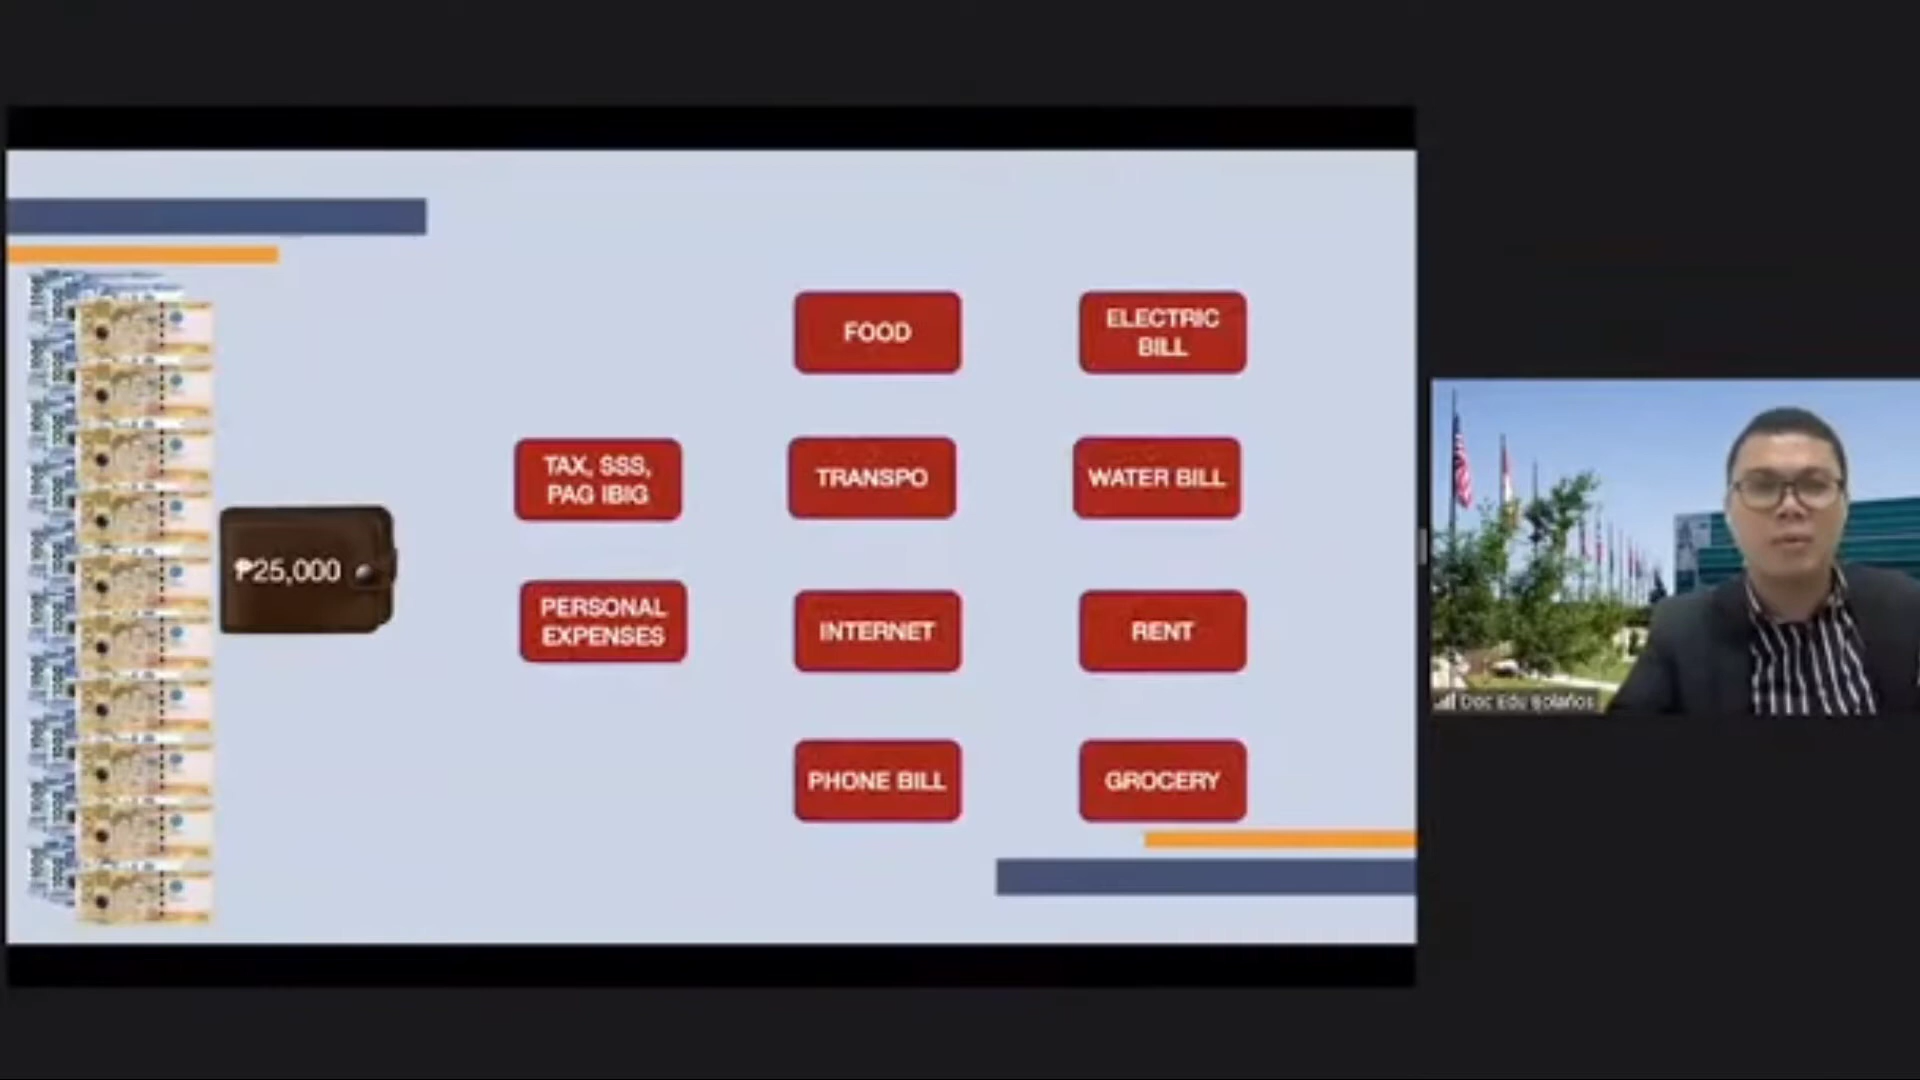 ₱25,000
TAX, SSS,
PAG IBIG
PERSONAL
EXPENSES
FOOD
TRANSPO
INTERNET
PHONE BILL
ELECTRIC
BILL
WATER BILL
RENT
GROCERY
Doc Edu Bolaños